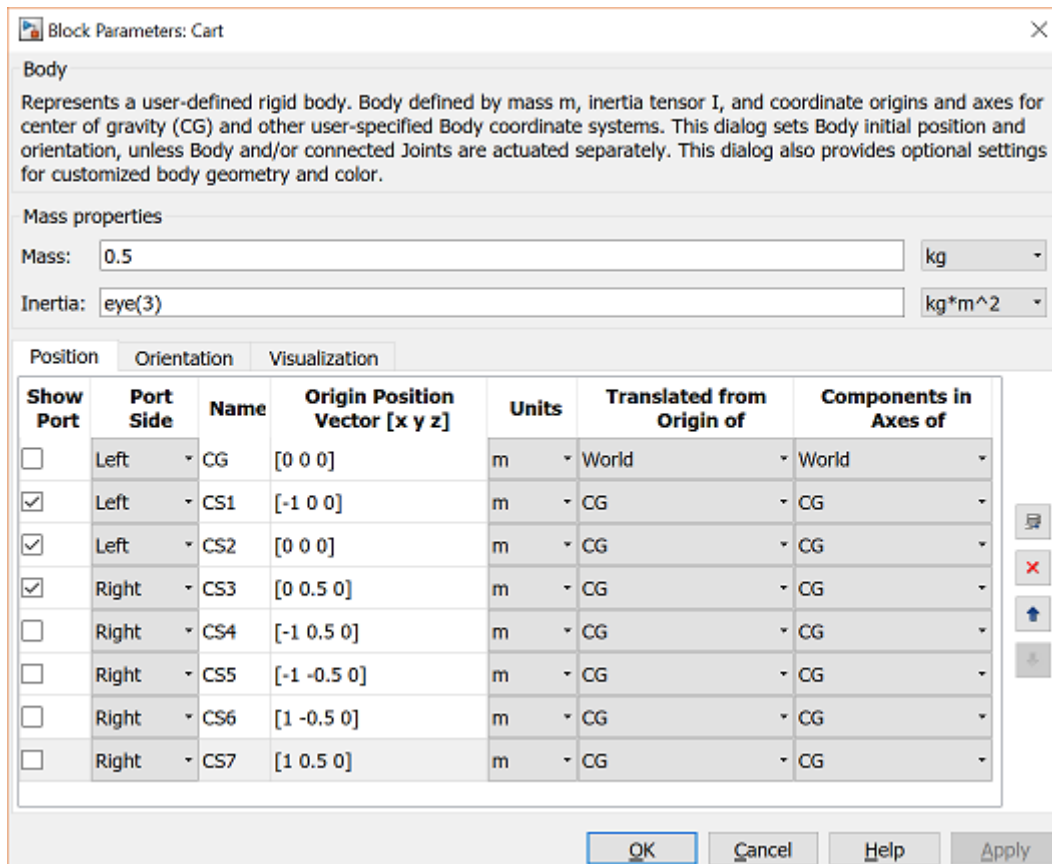 Block Parameters: Cart
Body
Represents a user-defined rigid body. Body defined by mass m, inertia tensor I, and coordinate origins and axes for
center of gravity (CG) and other user-specified Body coordinate systems. This dialog sets Body initial position and
orientation, unless Body and/or connected Joints are actuated separately. This dialog also provides optional settings
for customized body geometry and color.
Mass properties
Mass: 0.5 kg
Inertia: eye(3) kg*m^2
Position Orientation Visualization
Show Port Port Side Name Origin Position Vector [x y z] Units Translated from Origin of Components in Axes of
Left CG [0 0 0] m World World
Left CS1 [-1 0 0] m CG CG
Left CS2 [0 0 0] m CG CG
Right CS3 [0 0.5 0] m CG CG
Right CS4 [-1 0.5 0] m CG CG
Right CS5 [-1 -0.5 0] m CG CG
Right CS6 [1 -0.5 0] m CG CG
Right CS7 [1 0.5 0] m CG CG
OK Cancel Help Apply